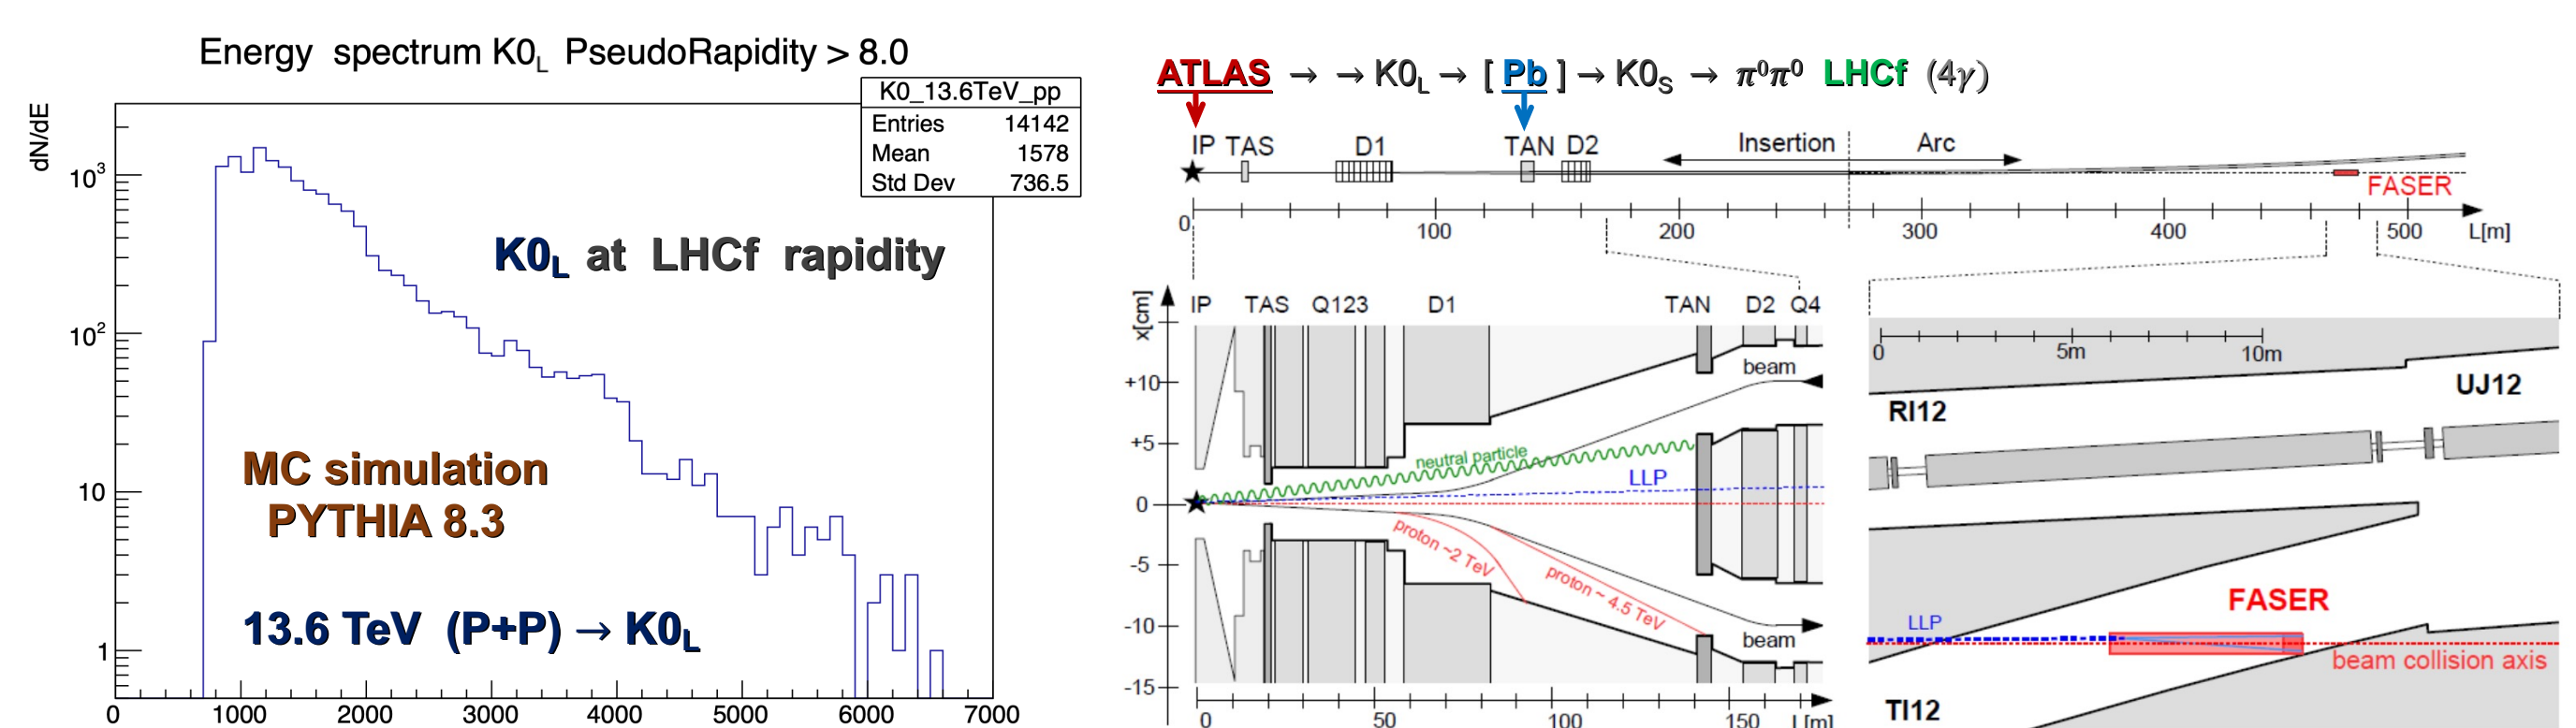 Energy spectrum K0L PseudoRapidity > 8.0
dN/dE
K0_13.6TeV_pp
Entries 14142
Mean 1578
Std Dev 736.5
10³
10²
10
1
K0L at LHCf rapidity
MC simulation
PYTHIA 8.3
13.6 TeV (P+P) → K0L
0 1000 2000 3000 4000 5000 6000 7000
ATLAS → → K0L → [ Pb ] → K0S → π⁰π⁰ LHCf (4γ)
IP TAS D1 TAN D2 Insertion Arc
FASER
0 100 200 300 400 500 L[m]
x[cm]
IP TAS Q123 D1 TAN D2 Q4
+10
+5
0
-5
-10
-15
beam
neutral particle
LLP
proton ~2 TeV
proton ~ 4.5 TeV
beam
0 50 100 150 L[m]
0 5m 10m
RI12
UJ12
FASER
LLP
beam collision axis
TI12